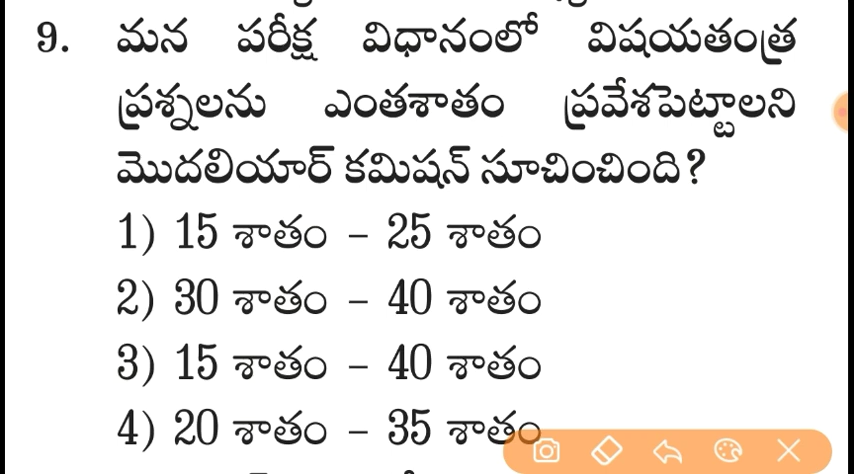 9. మన పరీక్ష విధానంలో విషయతంత్ర
ప్రశ్నలను ఎంతశాతం ప్రవేశపెట్టాలని
మొదలియార్ కమిషన్ సూచించింది?
1) 15 శాతం – 25 శాతం
2) 30 శాతం – 40 శాతం
3) 15 శాతం – 40 శాతం
4) 20 శాతం – 35 శాతం